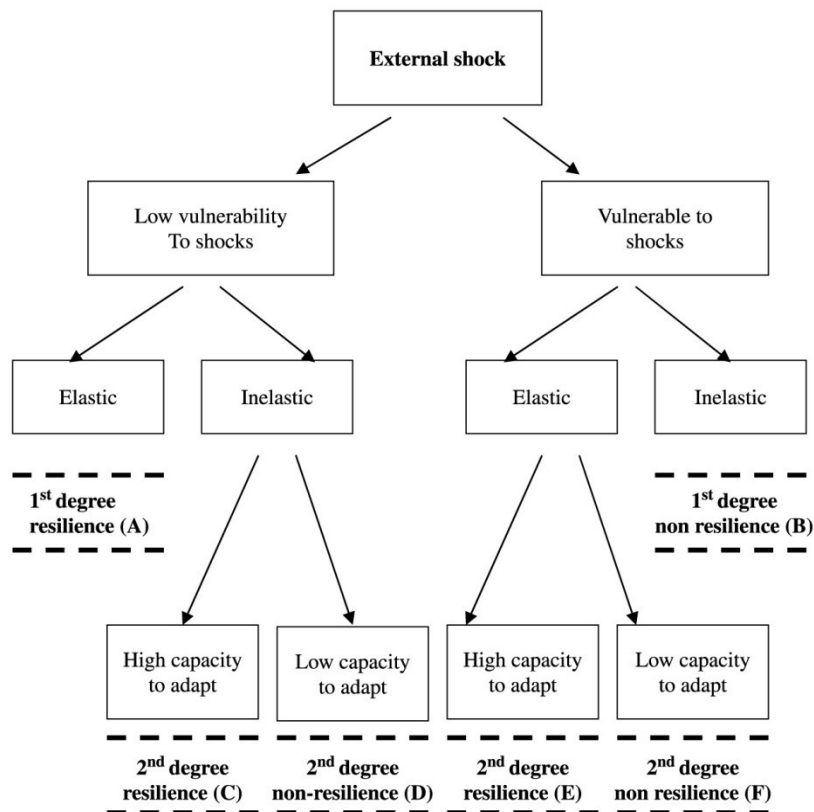 External shock
Low vulnerability
To shocks
Vulnerable to
shocks
Elastic
Inelastic
Elastic
Inelastic
1st degree
resilience (A)
1st degree
non resilience (B)
High capacity
to adapt
Low capacity
to adapt
High capacity
to adapt
Low capacity
to adapt
2nd degree
resilience (C)
2nd degree
non-resilience (D)
2nd degree
resilience (E)
2nd degree
non resilience (F)